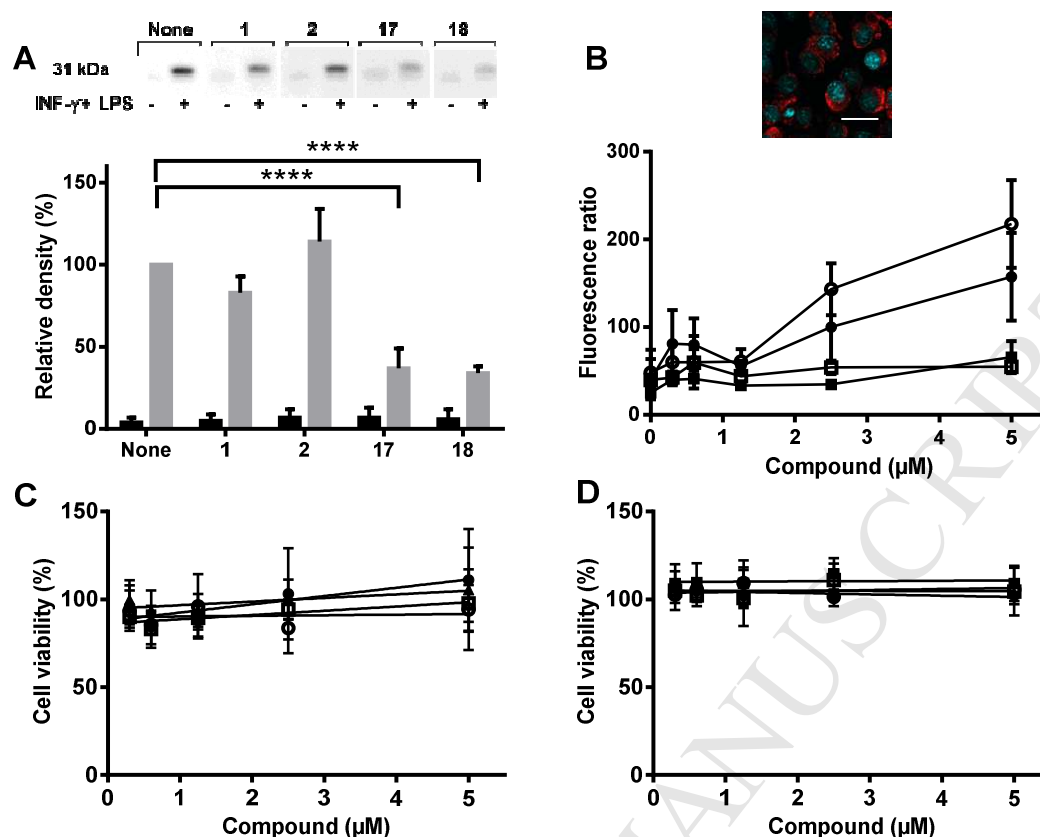 A
None 1 2 17 18
31 kDa
INF-γ+ LPS - + - + - + - + - +
****
****
Relative density (%)
150
100
50
0
None 1 2 17 18
B
Fluorescence ratio
300
200
100
0
0 1 2 3 4 5
Compound (µM)
C
Cell viability (%)
150
100
50
0
0 1 2 3 4 5
Compound (µM)
D
Cell viability (%)
150
100
50
0
0 1 2 3 4 5
Compound (µM)